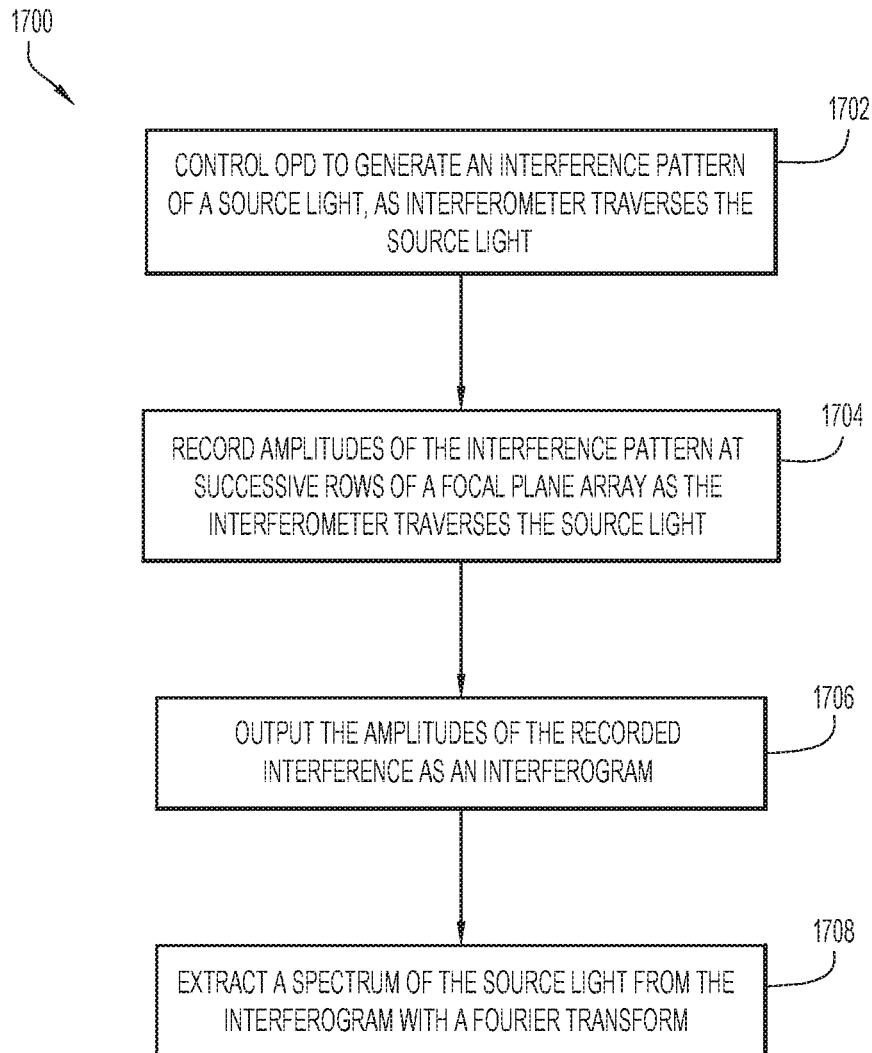 1700
1702
CONTROL OPD TO GENERATE AN INTERFERENCE PATTERN
OF A SOURCE LIGHT, AS INTERFEROMETER TRAVERSES THE
SOURCE LIGHT
1704
RECORD AMPLITUDES OF THE INTERFERENCE PATTERN AT
SUCCESSIVE ROWS OF A FOCAL PLANE ARRAY AS THE
INTERFEROMETER TRAVERSES THE SOURCE LIGHT
1706
OUTPUT THE AMPLITUDES OF THE RECORDED
INTERFERENCE AS AN INTERFEROGRAM
1708
EXTRACT A SPECTRUM OF THE SOURCE LIGHT FROM THE
INTERFEROGRAM WITH A FOURIER TRANSFORM